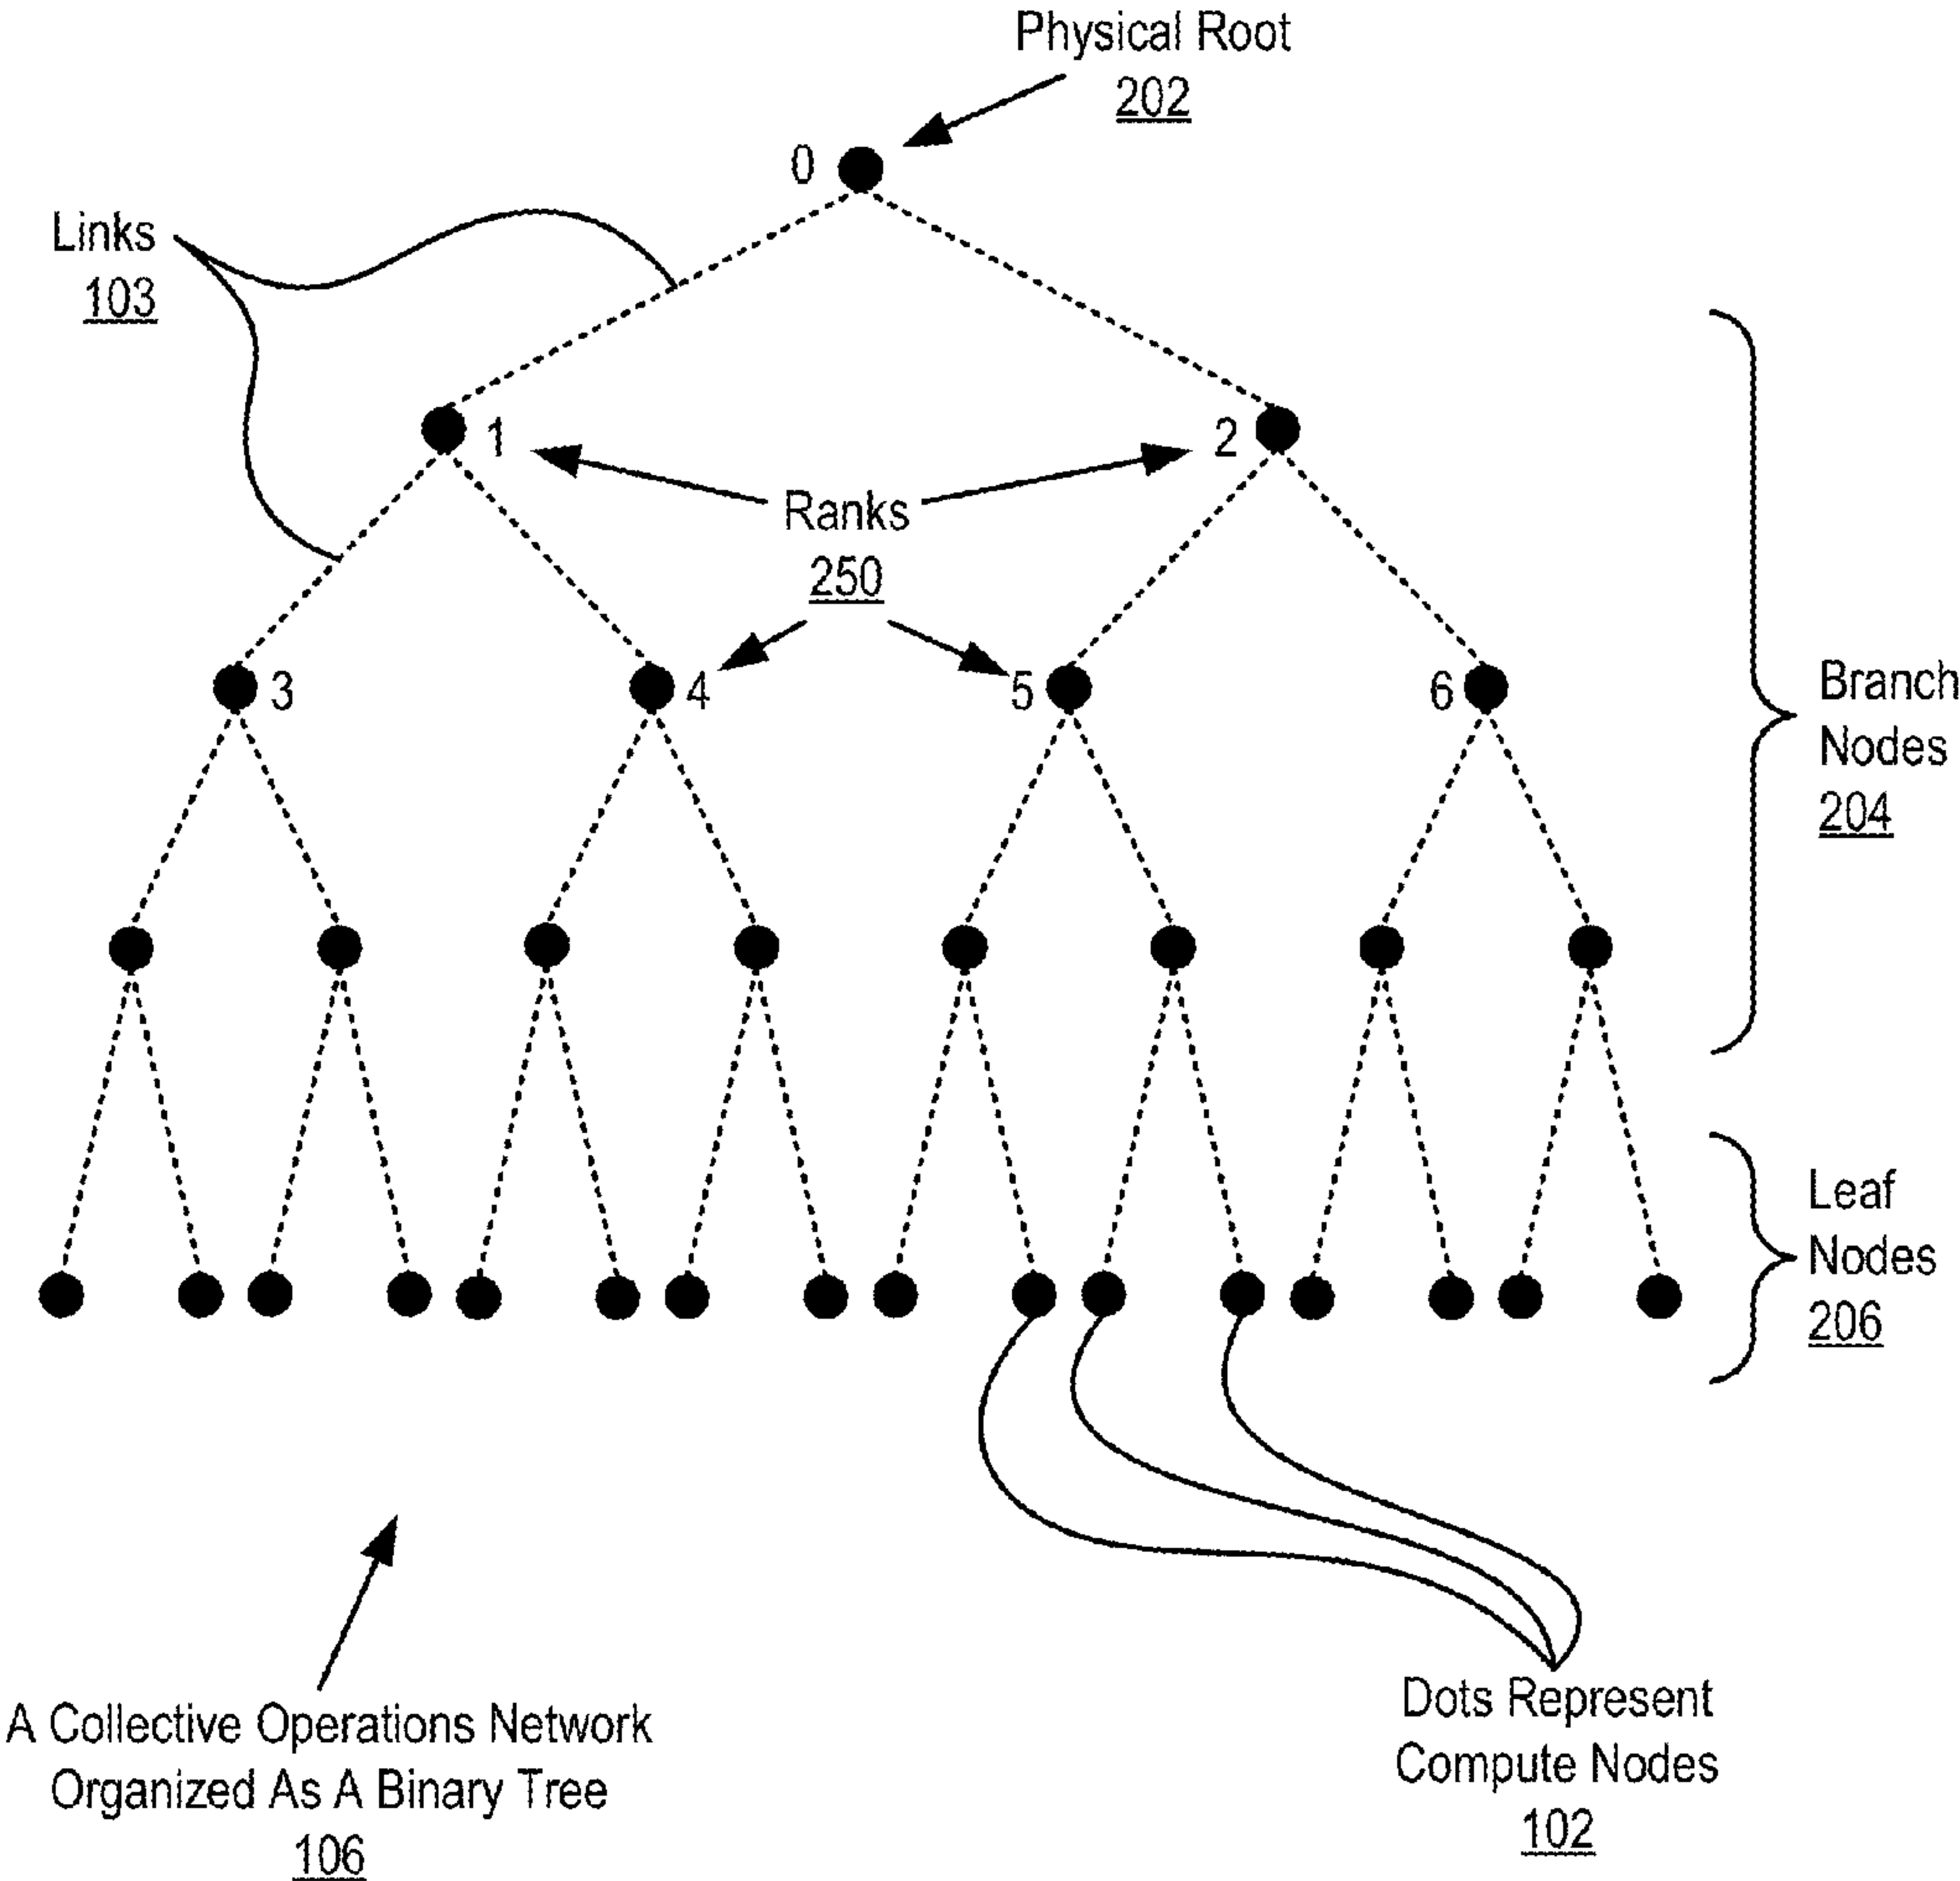 Physical Root
202
0
Links
103
1
2
Ranks
250
3
4
5
6
Branch
Nodes
204
Leaf
Nodes
206
A Collective Operations Network
Organized As A Binary Tree
106
Dots Represent
Compute Nodes
102